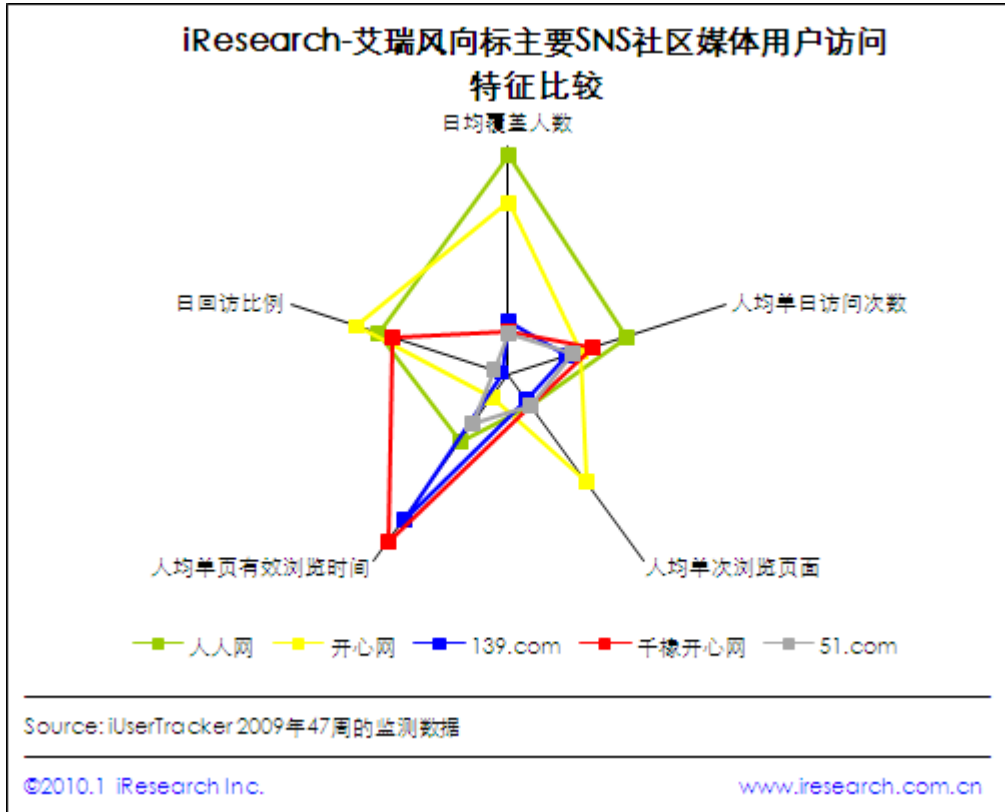 iResearch-艾瑞风向标主要SNS社区媒体用户访问
特征比较
日均覆盖人数
日回访比例
人均单日访问次数
人均单页有效浏览时间
人均单次浏览页面
人人网 开心网 139.com 千橡开心网 51.com
Source: iUserTracker 2009年47周的监测数据
©2010.1 iResearch Inc. www.iresearch.com.cn